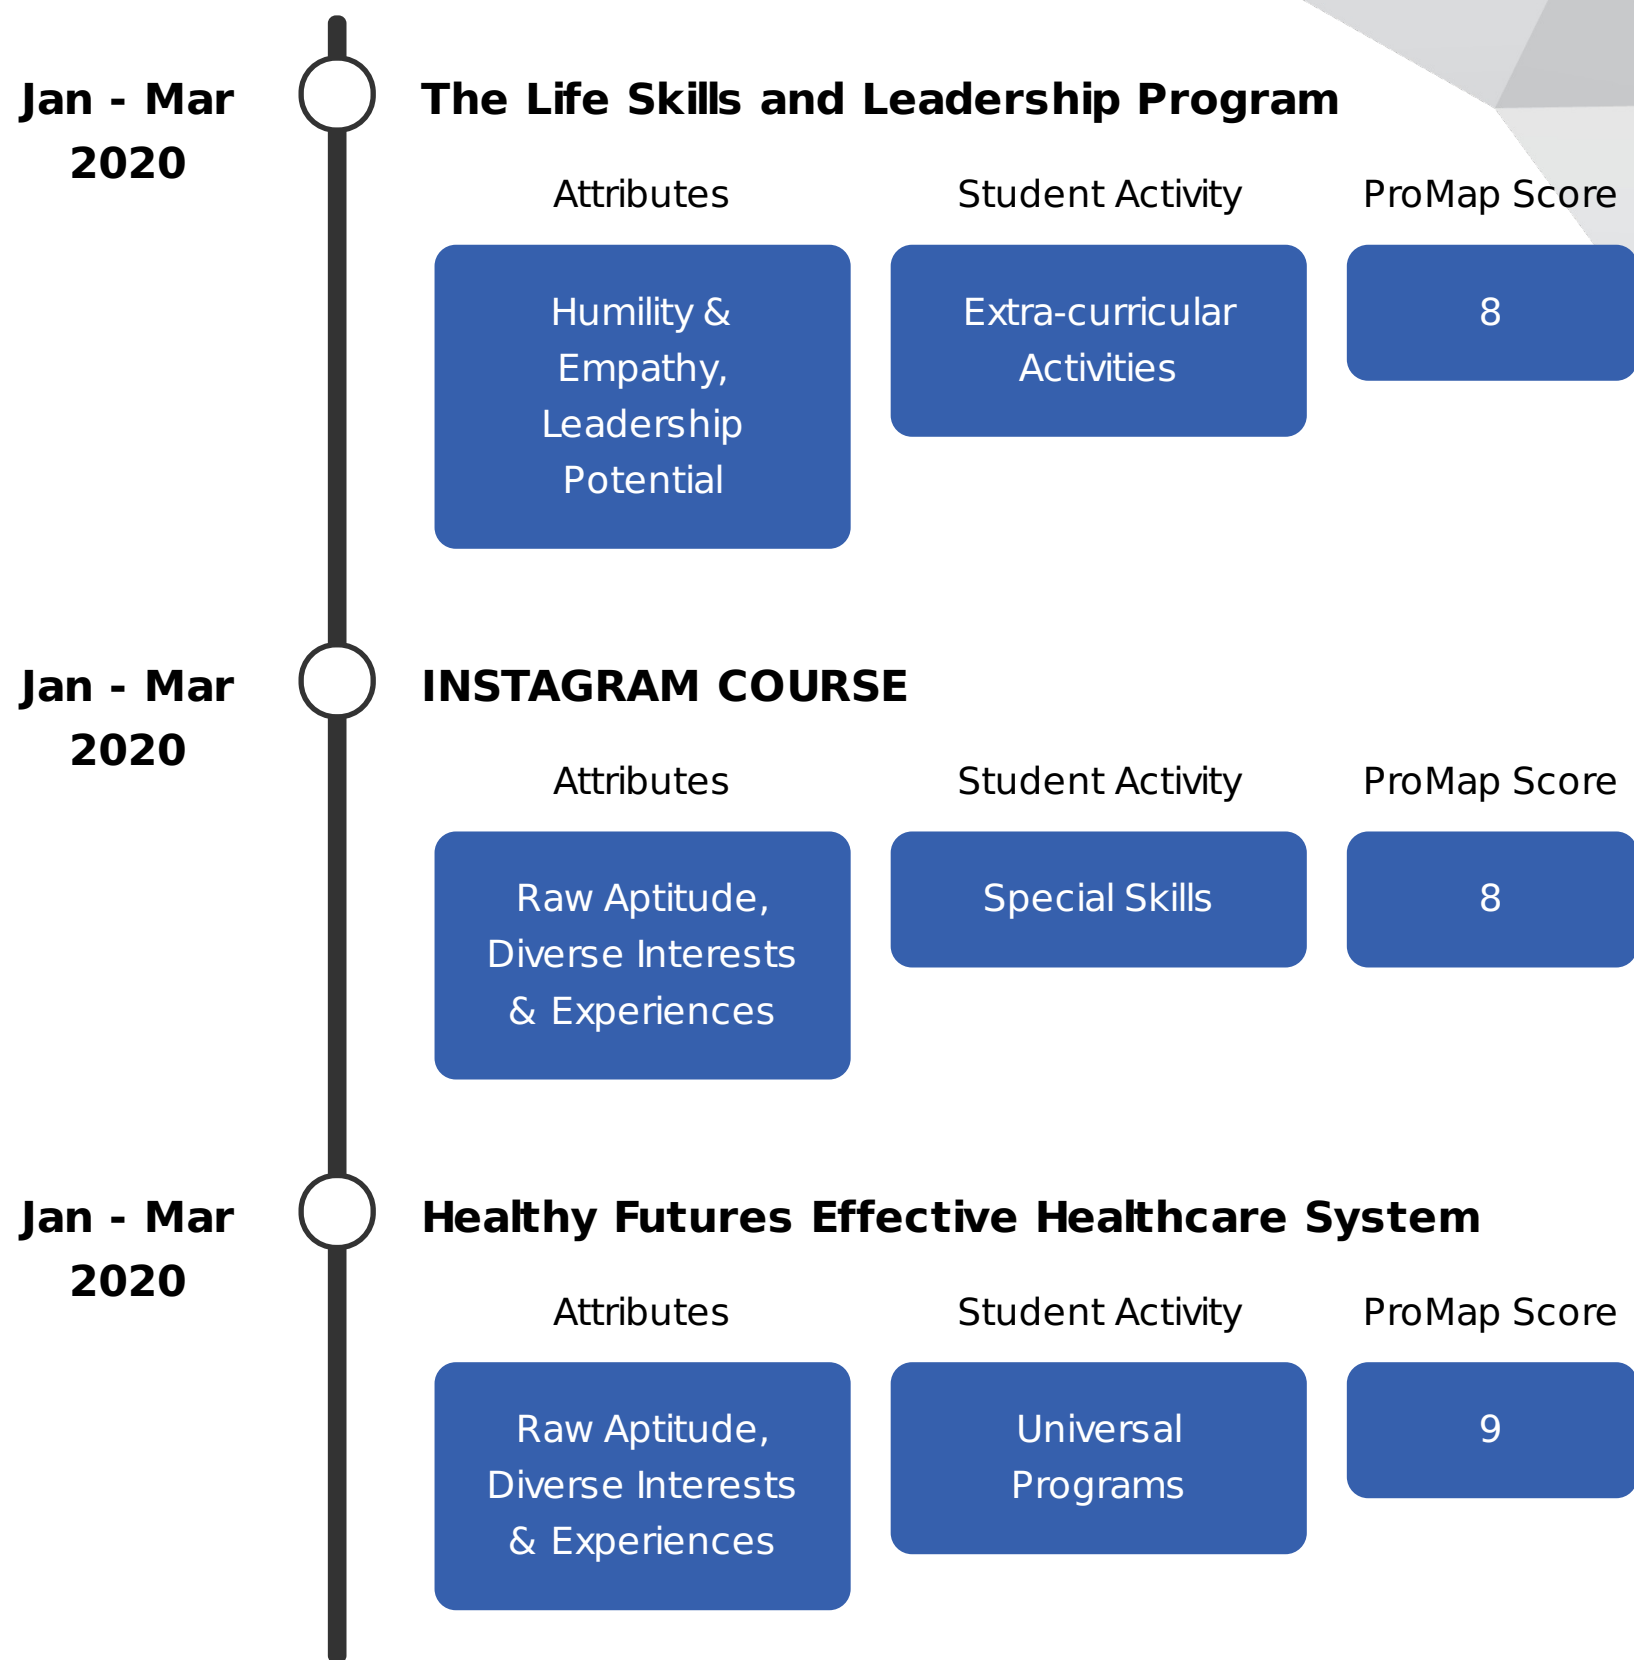 Jan - Mar
2020
The Life Skills and Leadership Program
Attributes
Student Activity
ProMap Score
Humility &
Empathy,
Leadership
Potential
Extra-curricular
Activities
8
Jan - Mar
2020
INSTAGRAM COURSE
Attributes
Student Activity
ProMap Score
Raw Aptitude,
Diverse Interests
& Experiences
Special Skills
8
Jan - Mar
2020
Healthy Futures Effective Healthcare System
Attributes
Student Activity
ProMap Score
Raw Aptitude,
Diverse Interests
& Experiences
Universal
Programs
9